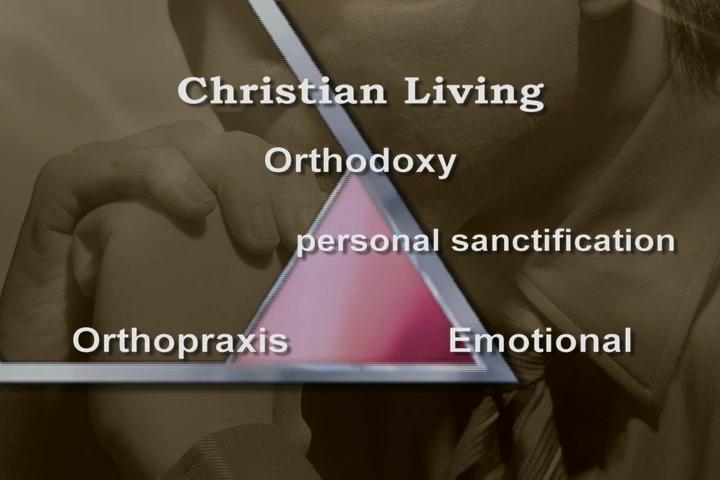 Christian Living
Orthodoxy
personal sanctification
Orthopraxis
Emotional